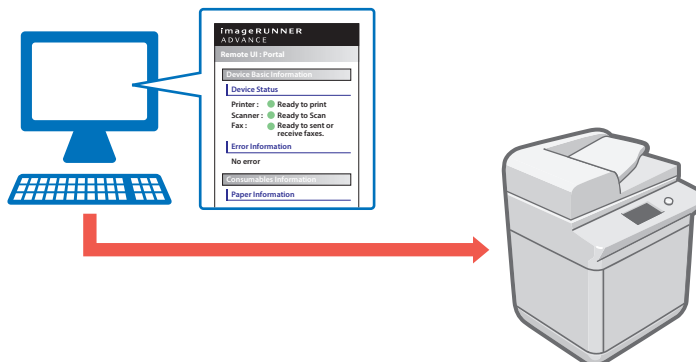 imageRUNNER
ADVANCE
Remote UI : Portal
Device Basic Information
Device Status
Printer : Ready to print
Scanner : Ready to Scan
Fax : Ready to sent or
receive faxes.
Error Information
No error
Consumables Information
Paper Information